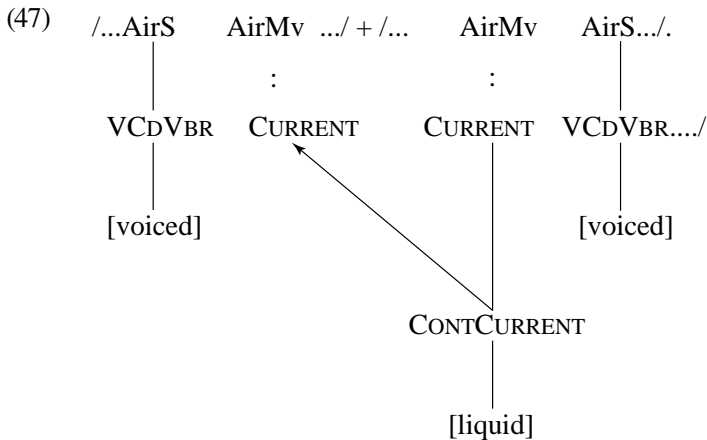 (47) /...AirS AirMv .../ + /... AirMv AirS.../.
: :
VCDVBR CURRENT CURRENT VCDVBR..../
[voiced] [voiced]
CONTCURRENT
[liquid]